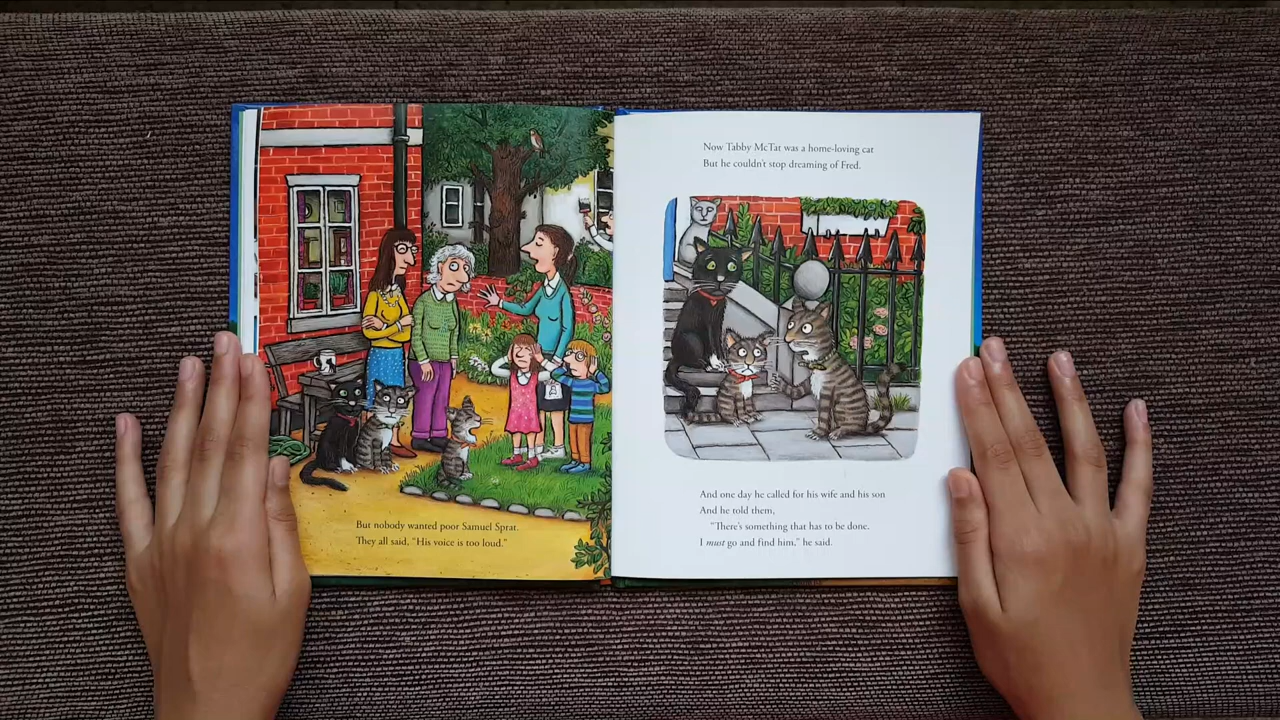 But nobody wanted poor Samuel Sprat.
They all said, "His voice is too loud."
Now Tabby McTat was a home-loving cat
But he couldn't stop dreaming of Fred.
And one day he called for his wife and his son
And he told them,
"There's something that has to be done.
I must go and find him," he said.